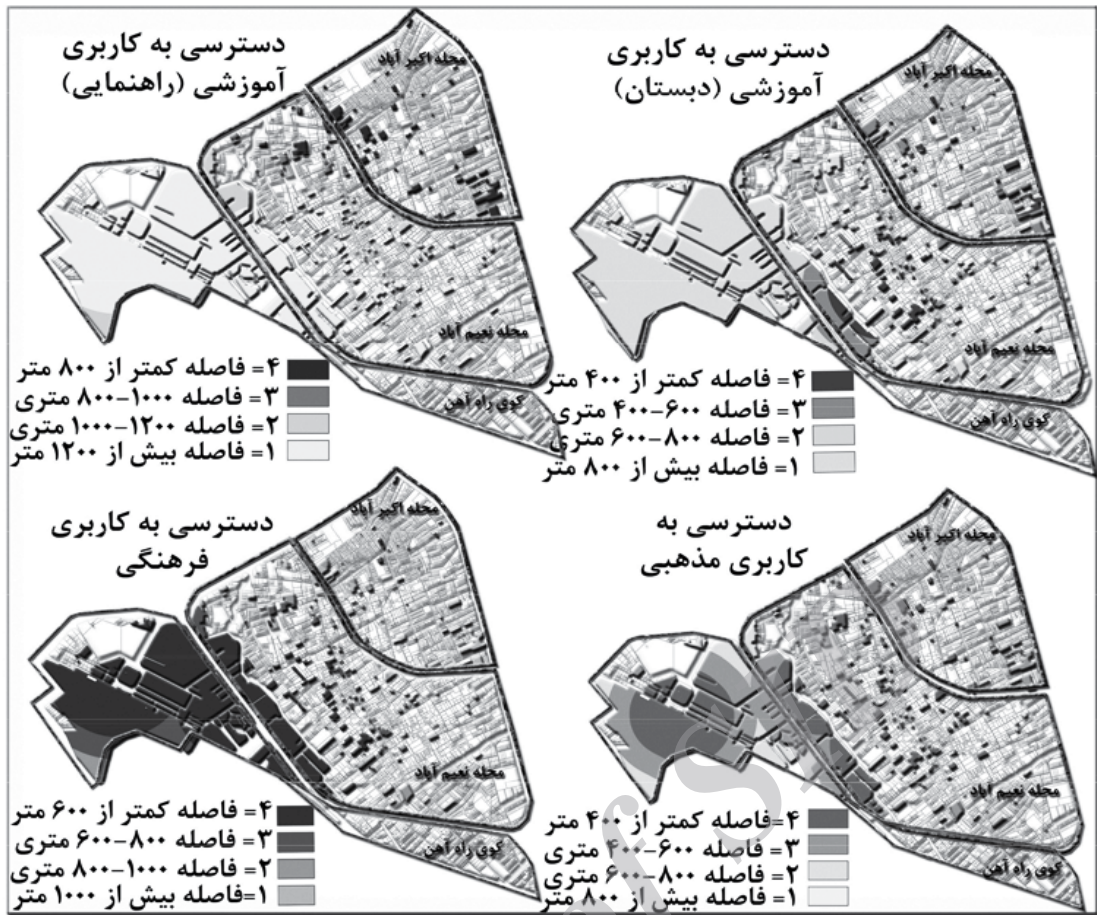 دسترسی به کاربری
آموزشی (دبستان)
محله اکبر آباد
محله نعیم آباد
کوی راه آهن
۴= فاصله کمتر از ۴۰۰ متر
۳= فاصله ۶۰۰-۴۰۰ متری
۲= فاصله ۸۰۰-۶۰۰ متری
۱= فاصله بیش از ۸۰۰ متر
دسترسی به کاربری
آموزشی (راهنمایی)
محله اکبر آباد
محله نعیم آباد
کوی راه آهن
۴= فاصله کمتر از ۸۰۰ متر
۳= فاصله ۱۰۰۰-۸۰۰ متری
۲= فاصله ۱۲۰۰-۱۰۰۰ متری
۱= فاصله بیش از ۱۲۰۰ متر
دسترسی به
کاربری مذهبی
محله اکبر آباد
محله نعیم آباد
کوی راه آهن
۴= فاصله کمتر از ۴۰۰ متر
۳= فاصله ۶۰۰-۴۰۰ متری
۲= فاصله ۸۰۰-۶۰۰ متری
۱= فاصله بیش از ۸۰۰ متر
دسترسی به کاربری
فرهنگی
محله اکبر آباد
محله نعیم آباد
کوی راه آهن
۴= فاصله کمتر از ۶۰۰ متر
۳= فاصله ۸۰۰-۶۰۰ متری
۲= فاصله ۱۰۰۰-۸۰۰ متری
۱=فاصله بیش از ۱۰۰۰ متر